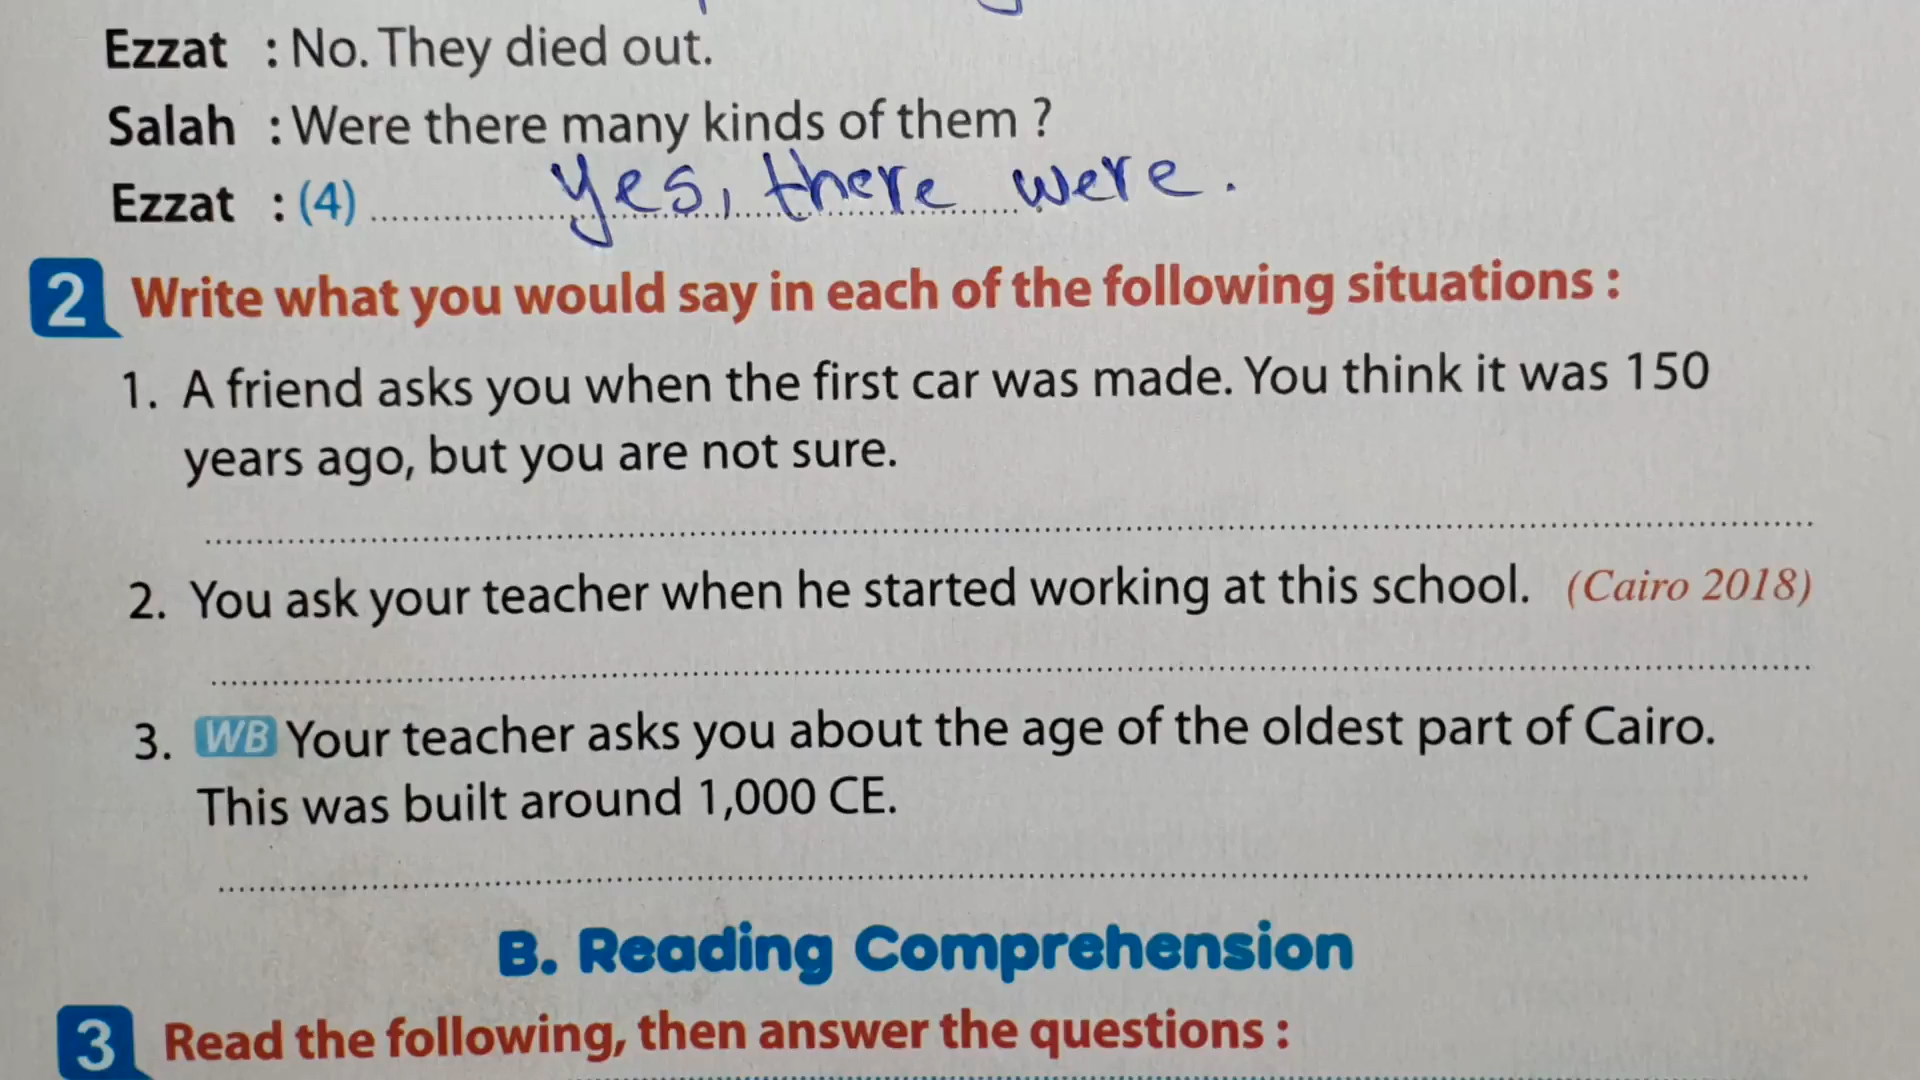 Ezzat : No. They died out.
Salah : Were there many kinds of them ?
Ezzat : (4) ........ Yes, there were.
2 Write what you would say in each of the following situations :
1. A friend asks you when the first car was made. You think it was 150
years ago, but you are not sure.
2. You ask your teacher when he started working at this school. (Cairo 2018)
3. WB Your teacher asks you about the age of the oldest part of Cairo.
This was built around 1,000 CE.
B. Reading Comprehension
3 Read the following, then answer the questions :